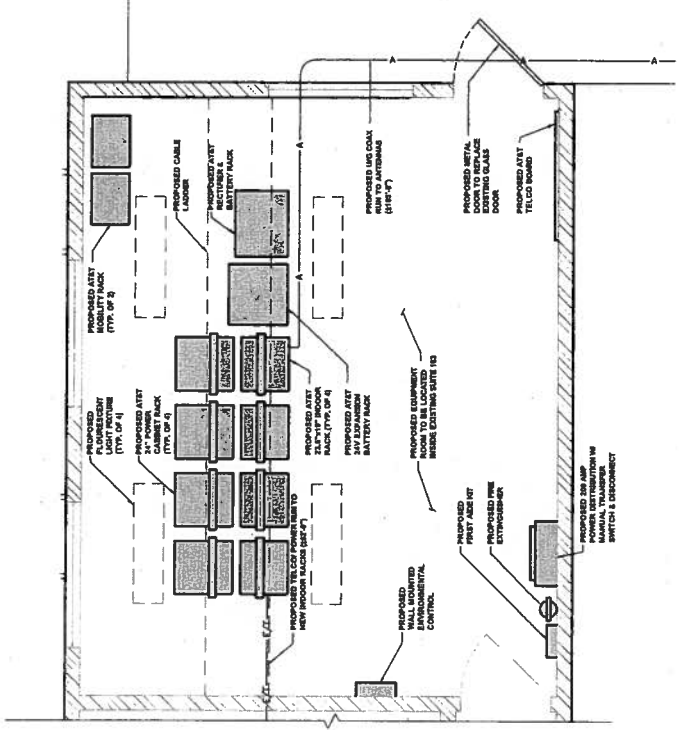 PROPOSED
FLOURESCENT
LIGHT FIXTURE
(TYP. OF 4)
PROPOSED AT&T
MOBILITY RACK
(TYP. OF 2)
PROPOSED AT&T
24" POWER
CABINET RACK
(TYP. OF 4)
PROPOSED CABLE
LADDER
PROPOSED AT&T
RECTIFIER &
BATTERY RACK
PROPOSED TELCO/ POWER RUN TO
NEW INDOOR RACKS
PROPOSED AT&T
RACK (TYP. OF 4)
PROPOSED AT&T
24V EXPANSION
BATTERY RACK
PROPOSED U/G COAX
RUN TO ANTENNAS
A
A
A
A
A
PROPOSED
WALL MOUNTED
ENVIRONMENTAL
CONTROL
PROPOSED EQUIPMENT
ROOM TO BE LOCATED
INSIDE EXISTING SUITE
PROPOSED
FIRST AIDE KIT
PROPOSED FIRE
EXTINGUISHER
PROPOSED METAL
DOOR TO REPLACE
EXISTING GLASS
DOOR
PROPOSED AT&T
TELCO BOARD
PROPOSED 200 AMP
POWER DISTRIBUTION W/
MANUAL TRANSFER
SWITCH & DISCONNECT